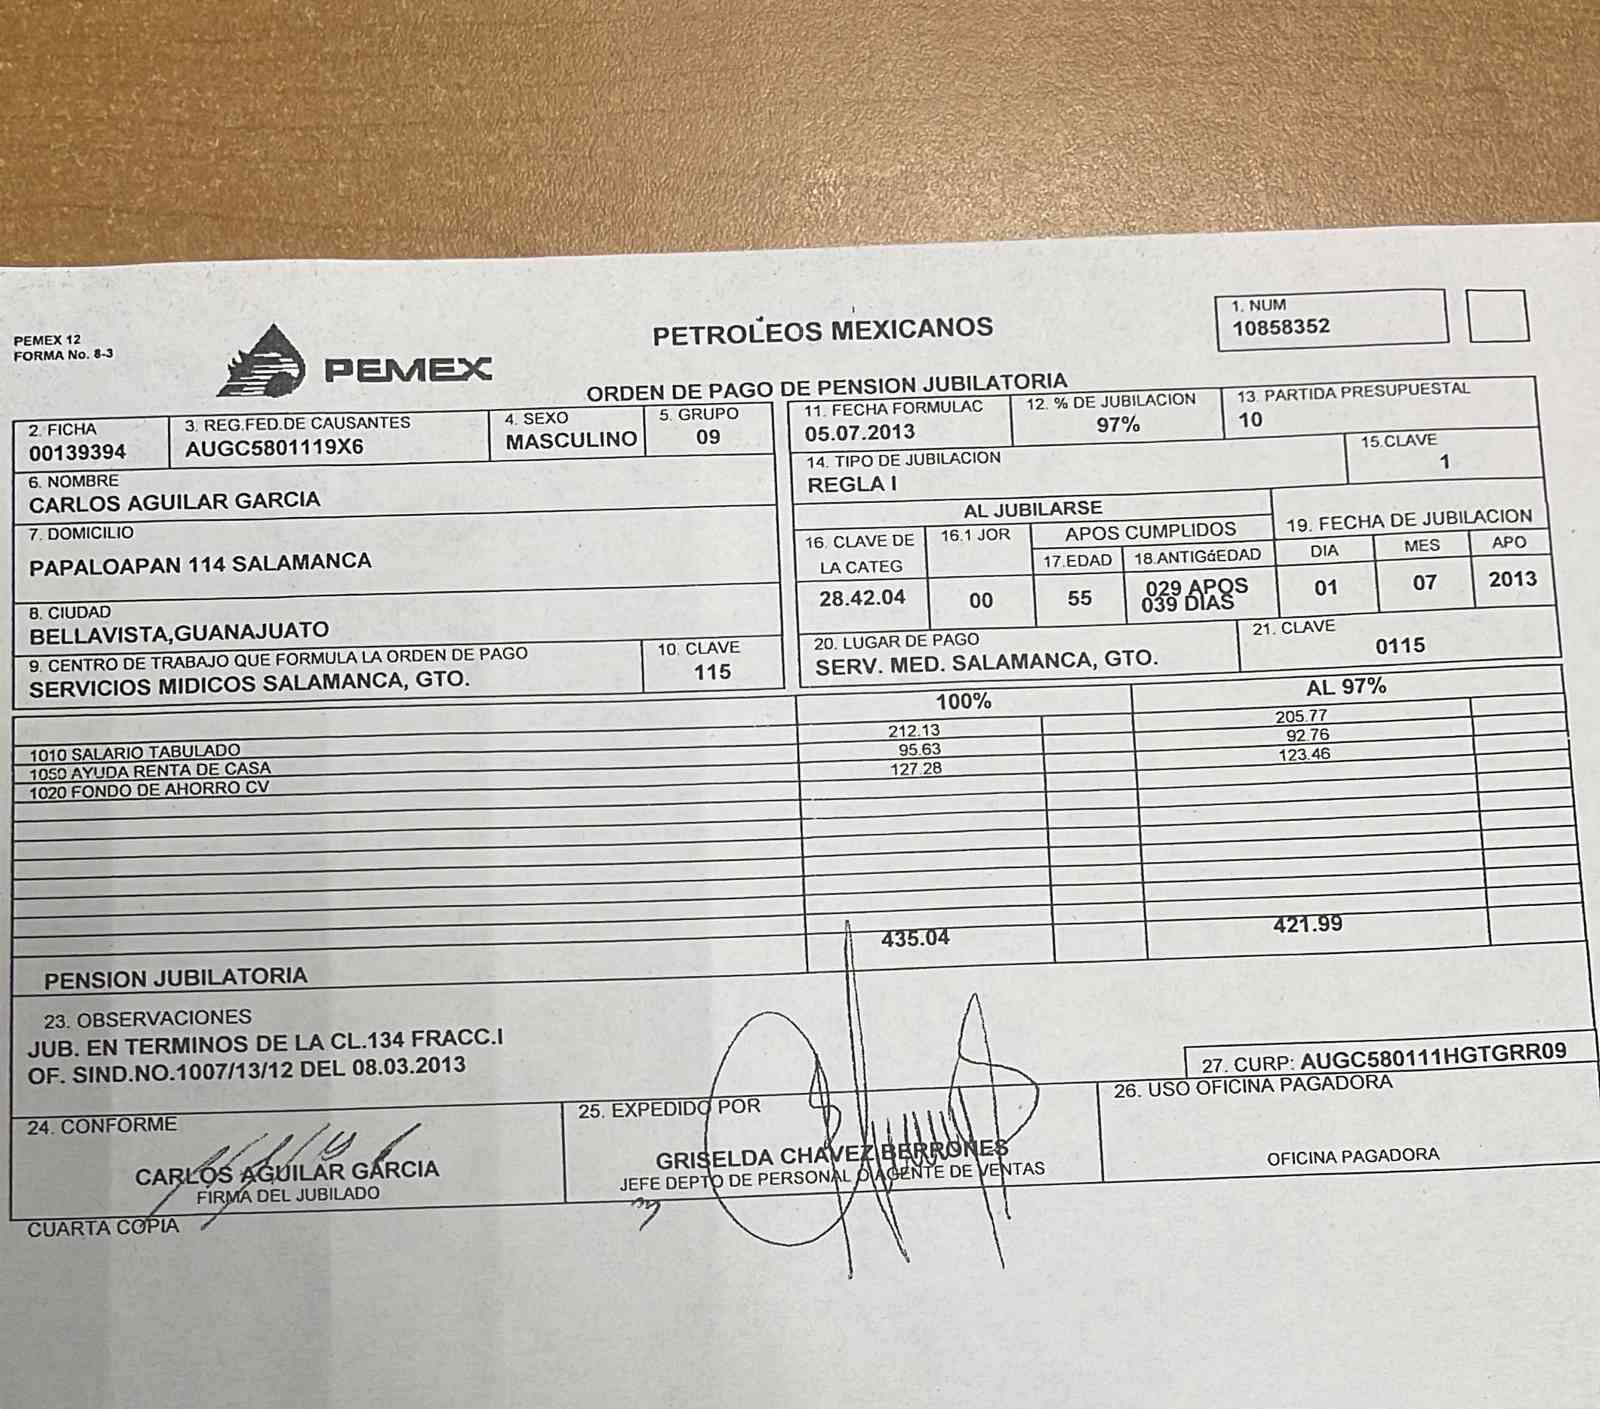 PEMEX 12
FORMA No. 8-3
PEMEX
PETROLEOS MEXICANOS
ORDEN DE PAGO DE PENSION JUBILATORIA
1. NUM
10858352
2. FICHA
00139394
3. REG.FED.DE CAUSANTES
AUGC5801119X6
4. SEXO
MASCULINO
5. GRUPO
09
6. NOMBRE
CARLOS AGUILAR GARCIA
7. DOMICILIO
PAPALOAPAN 114 SALAMANCA
8. CIUDAD
BELLAVISTA,GUANAJUATO
9. CENTRO DE TRABAJO QUE FORMULA LA ORDEN DE PAGO
SERVICIOS MIDICOS SALAMANCA, GTO.
10. CLAVE
115
11. FECHA FORMULAC
05.07.2013
12. % DE JUBILACION
97%
13. PARTIDA PRESUPUESTAL
10
14. TIPO DE JUBILACION
REGLA I
15.CLAVE
1
AL JUBILARSE
16. CLAVE DE
LA CATEG
28.42.04
16.1 JOR
00
APOS CUMPLIDOS
17.EDAD
55
18.ANTIGúEDAD
029 APOS
039 DIAS
19. FECHA DE JUBILACION
DIA MES APO
01 07 2013
20. LUGAR DE PAGO
SERV. MED. SALAMANCA, GTO.
21. CLAVE
0115
100% AL 97%
1010 SALARIO TABULADO 212.13 205.77
1050 AYUDA RENTA DE CASA 95.63 92.76
1020 FONDO DE AHORRO CV 127.28 123.46
PENSION JUBILATORIA 435.04 421.99
23. OBSERVACIONES
JUB. EN TERMINOS DE LA CL.134 FRACC.I
OF. SIND.NO.1007/13/12 DEL 08.03.2013
27. CURP: AUGC580111HGTGRR09
24. CONFORME
CARLOS AGUILAR GARCIA
FIRMA DEL JUBILADO
25. EXPEDIDO POR
GRISELDA CHAVEZ BERRONES
JEFE DEPTO DE PERSONAL O AGENTE DE VENTAS
26. USO OFICINA PAGADORA
OFICINA PAGADORA
CUARTA COPIA